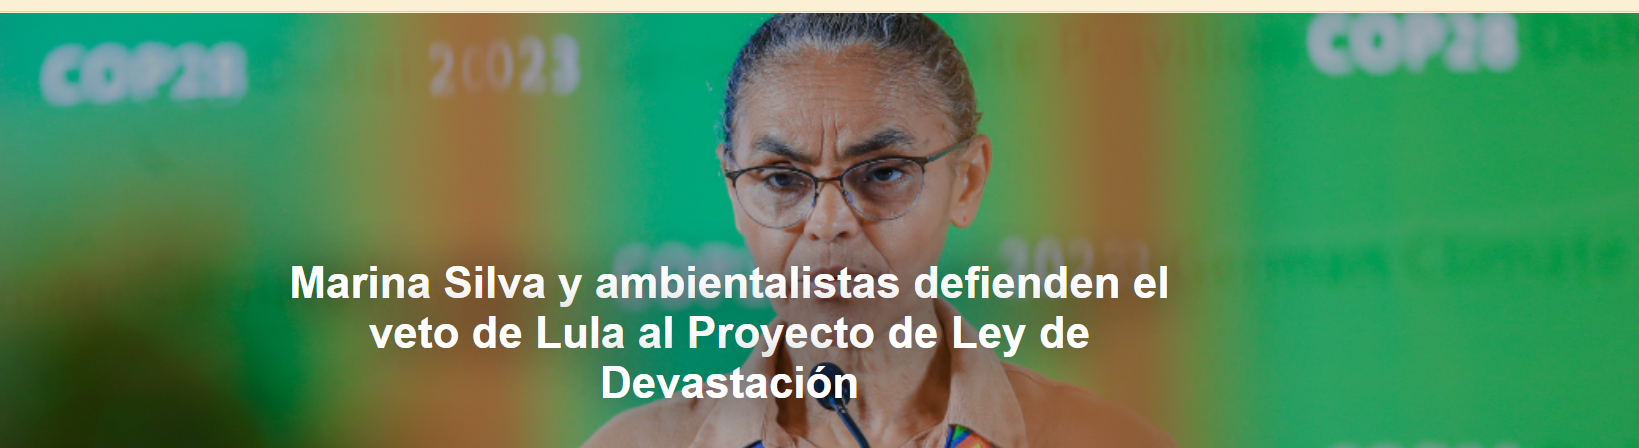 COP28
2023
COP28
Marina Silva y ambientalistas defienden el
veto de Lula al Proyecto de Ley de
Devastación